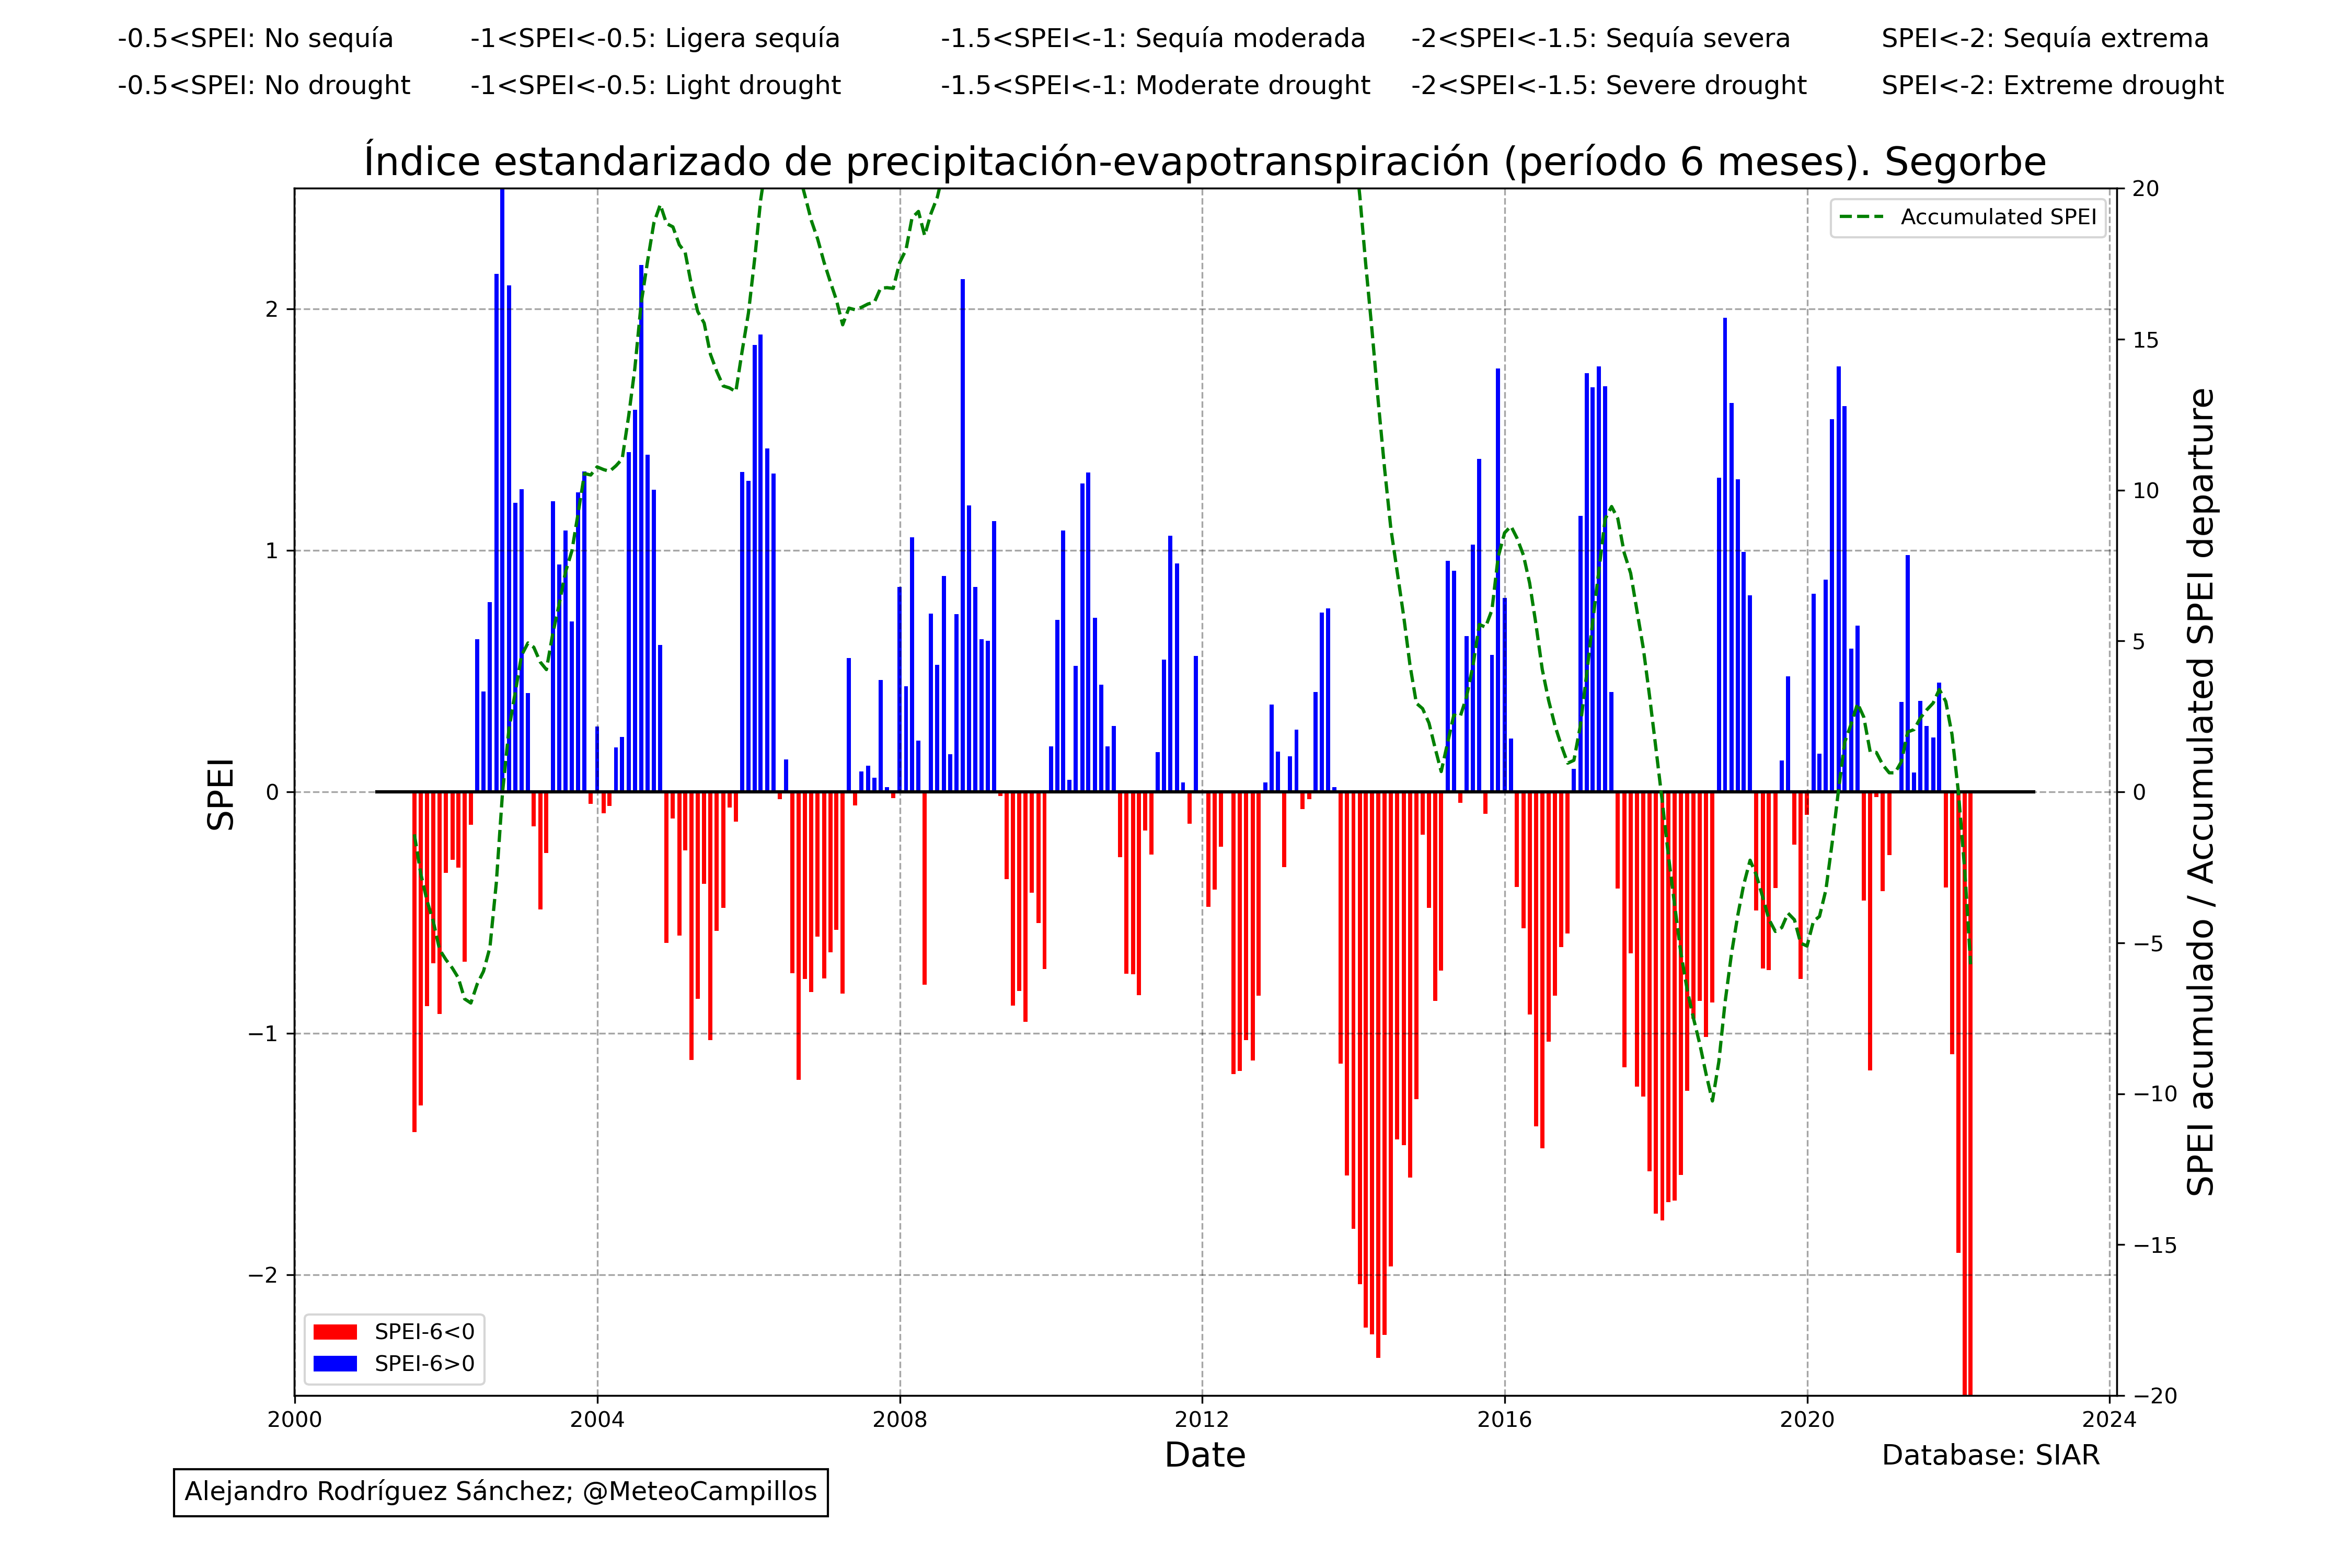 -0.5<SPEI: No sequía -1<SPEI<-0.5: Ligera sequía -1.5<SPEI<-1: Sequía moderada -2<SPEI<-1.5: Sequía severa SPEI<-2: Sequía extrema
-0.5<SPEI: No drought -1<SPEI<-0.5: Light drought -1.5<SPEI<-1: Moderate drought -2<SPEI<-1.5: Severe drought SPEI<-2: Extreme drought
Índice estandarizado de precipitación-evapotranspiración (período 6 meses). Segorbe
Accumulated SPEI
SPEI
2
1
0
−1
−2
20
15
10
5
0
−5
−10
−15
−20
SPEI acumulado / Accumulated SPEI departure
SPEI-6<0
SPEI-6>0
2000 2004 2008 2012 2016 2020 2024
Date
Database: SIAR
Alejandro Rodríguez Sánchez; @MeteoCampillos